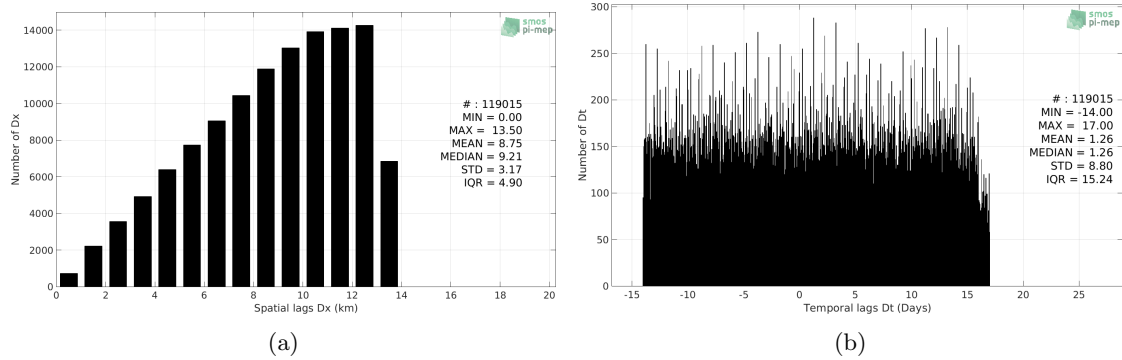 14000
12000
10000
8000
6000
4000
2000
0
Number of Dx
0 2 4 6 8 10 12 14 16 18 20
Spatial lags Dx (km)
smos
pi-mep
# : 119015
MIN = 0.00
MAX = 13.50
MEAN = 8.75
MEDIAN = 9.21
STD = 3.17
IQR = 4.90
(a)
300
250
200
150
100
50
0
Number of Dt
-15 -10 -5 0 5 10 15 20 25
Temporal lags Dt (Days)
smos
pi-mep
# : 119015
MIN = -14.00
MAX = 17.00
MEAN = 1.26
MEDIAN = 1.26
STD = 8.80
IQR = 15.24
(b)